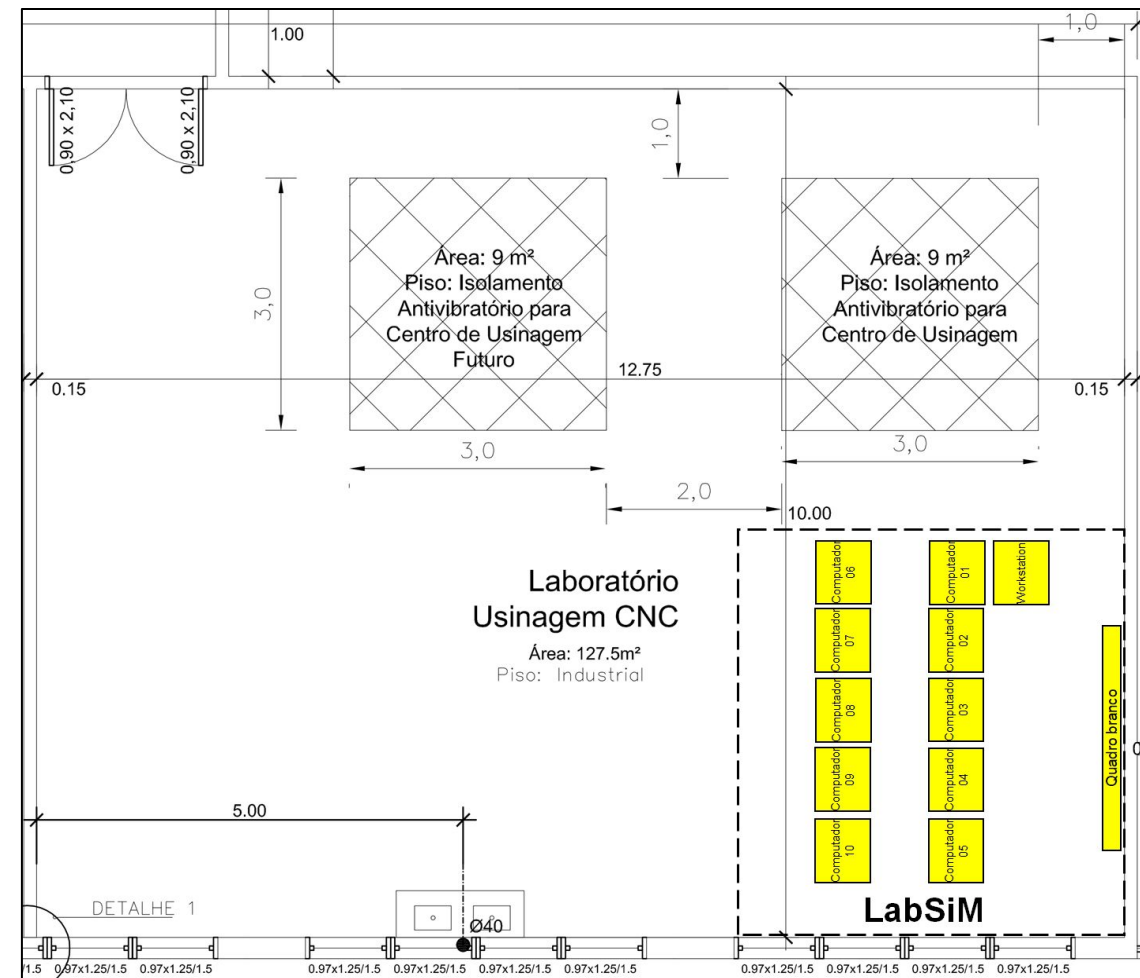 1.00
1,0
0,90 x 2,10
0,90 x 2,10
1,0
Área: 9 m²
Piso: Isolamento
Antivibratório para
Centro de Usinagem
Futuro
Área: 9 m²
Piso: Isolamento
Antivibratório para
Centro de Usinagem
3,0
12.75
0.15
0.15
3,0
3,0
2,0
10.00
Laboratório
Usinagem CNC
Área: 127.5m²
Piso: Industrial
Computador
06
Computador
01
Workstation
Computador
07
Computador
02
Computador
08
Computador
03
Quadro branco
Computador
09
Computador
04
Computador
10
Computador
05
LabSiM
5.00
DETALHE 1
Ø40
/1.5
0.97x1.25/1.5
0.97x1.25/1.5
0.97x1.25/1.5
0.97x1.25/1.5
0.97x1.25/1.5
0.97x1.25/1.5
0.97x1.25/1.5
0.97x1.25/1.5
0.97x1.25/1.5
0.97x1.25/1.5